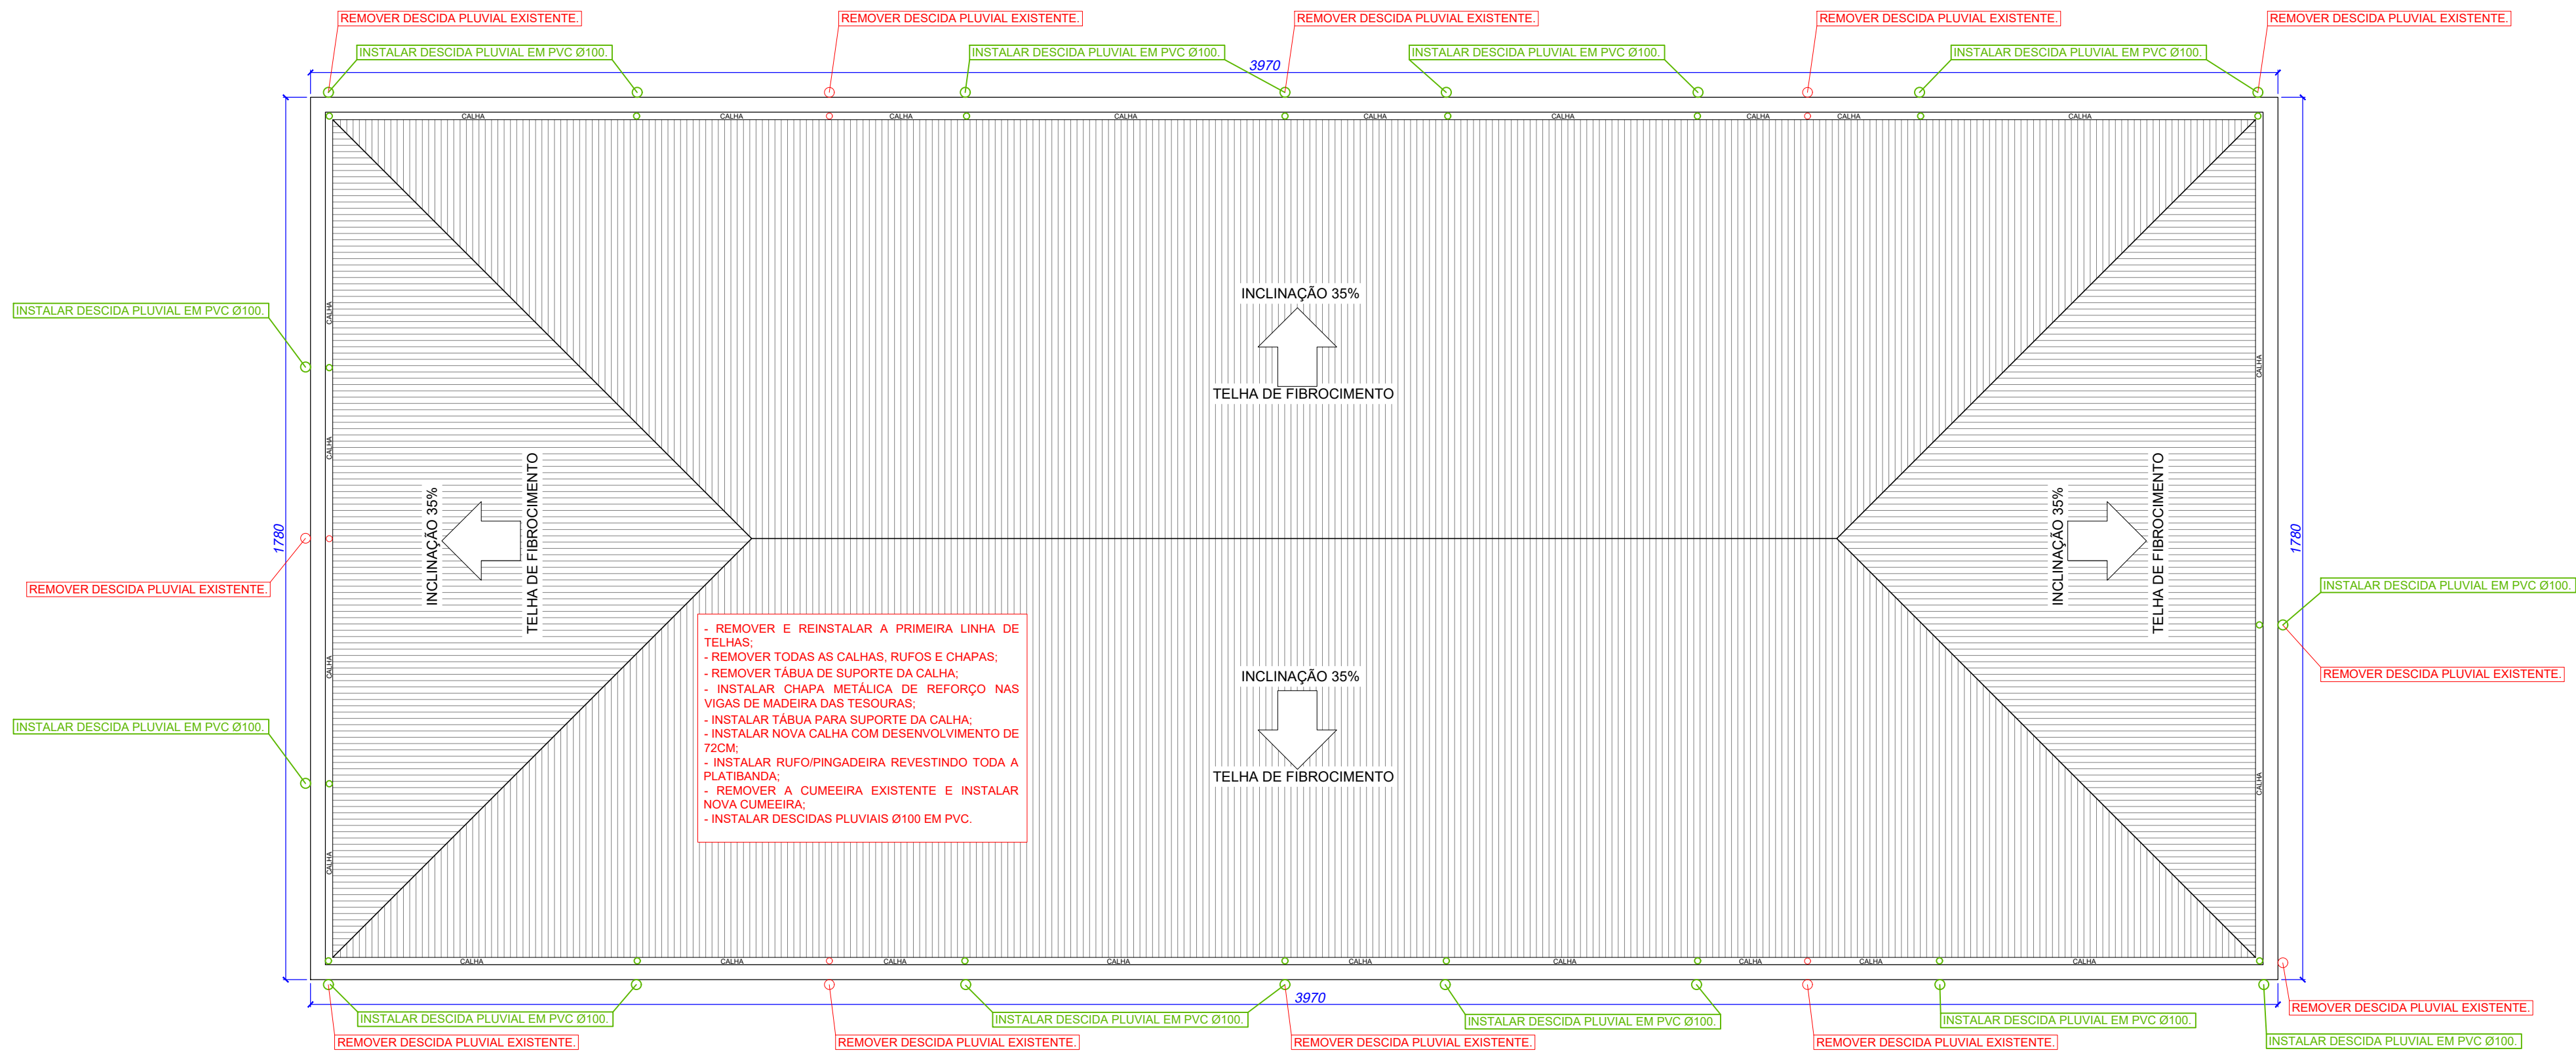 REMOVER DESCIDA PLUVIAL EXISTENTE.
REMOVER DESCIDA PLUVIAL EXISTENTE.
REMOVER DESCIDA PLUVIAL EXISTENTE.
REMOVER DESCIDA PLUVIAL EXISTENTE.
REMOVER DESCIDA PLUVIAL EXISTENTE.
INSTALAR DESCIDA PLUVIAL EM PVC Ø100.
INSTALAR DESCIDA PLUVIAL EM PVC Ø100.
INSTALAR DESCIDA PLUVIAL EM PVC Ø100.
INSTALAR DESCIDA PLUVIAL EM PVC Ø100.
3970
CALHA
CALHA
CALHA
CALHA
CALHA
CALHA
CALHA
CALHA
CALHA
INSTALAR DESCIDA PLUVIAL EM PVC Ø100.
CALHA
INCLINAÇÃO 35%
TELHA DE FIBROCIMENTO
CALHA
CALHA
1780
INCLINAÇÃO 35%
TELHA DE FIBROCIMENTO
INCLINAÇÃO 35%
TELHA DE FIBROCIMENTO
1780
REMOVER DESCIDA PLUVIAL EXISTENTE.
INSTALAR DESCIDA PLUVIAL EM PVC Ø100.
REMOVER DESCIDA PLUVIAL EXISTENTE.
CALHA
- REMOVER E REINSTALAR A PRIMEIRA LINHA DE
TELHAS;
- REMOVER TODAS AS CALHAS, RUFOS E CHAPAS;
- REMOVER TÁBUA DE SUPORTE DA CALHA;
- INSTALAR CHAPA METÁLICA DE REFORÇO NAS
VIGAS DE MADEIRA DAS TESOURAS;
- INSTALAR TÁBUA PARA SUPORTE DA CALHA;
- INSTALAR NOVA CALHA COM DESENVOLVIMENTO DE
72CM;
- INSTALAR RUFO/PINGADEIRA REVESTINDO TODA A
PLATIBANDA;
- REMOVER A CUMEEIRA EXISTENTE E INSTALAR
NOVA CUMEEIRA;
- INSTALAR DESCIDAS PLUVIAIS Ø100 EM PVC.
INCLINAÇÃO 35%
TELHA DE FIBROCIMENTO
INSTALAR DESCIDA PLUVIAL EM PVC Ø100.
CALHA
CALHA
CALHA
CALHA
CALHA
CALHA
CALHA
CALHA
CALHA
CALHA
CALHA
3970
REMOVER DESCIDA PLUVIAL EXISTENTE.
INSTALAR DESCIDA PLUVIAL EM PVC Ø100.
INSTALAR DESCIDA PLUVIAL EM PVC Ø100.
INSTALAR DESCIDA PLUVIAL EM PVC Ø100.
INSTALAR DESCIDA PLUVIAL EM PVC Ø100.
REMOVER DESCIDA PLUVIAL EXISTENTE.
REMOVER DESCIDA PLUVIAL EXISTENTE.
REMOVER DESCIDA PLUVIAL EXISTENTE.
REMOVER DESCIDA PLUVIAL EXISTENTE.
INSTALAR DESCIDA PLUVIAL EM PVC Ø100.